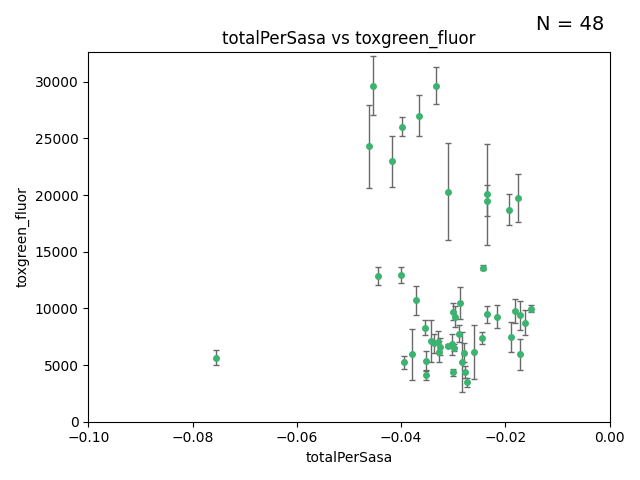 N = 48
totalPerSasa vs toxgreen_fluor
30000
25000
20000
15000
10000
5000
0
toxgreen_fluor
−0.10 −0.08 −0.06 −0.04 −0.02 0.00
totalPerSasa